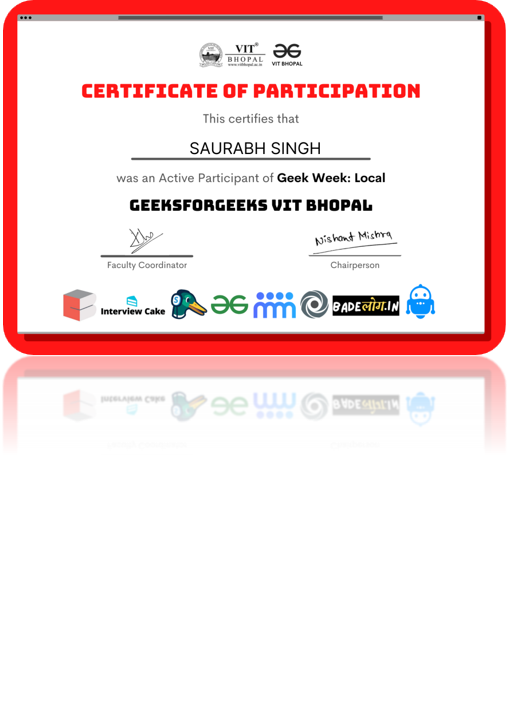 VIT®
BHOPAL
www.vitbhopal.ac.in
VIT BHOPAL
CERTIFICATE OF PARTICIPATION
This certifies that
SAURABH SINGH
was an Active Participant of Geek Week: Local
GEEKSFORGEEKS VIT BHOPAL
Nishant Mishra
Faculty Coordinator
Chairperson
Interview Cake
BADEलोग.IN